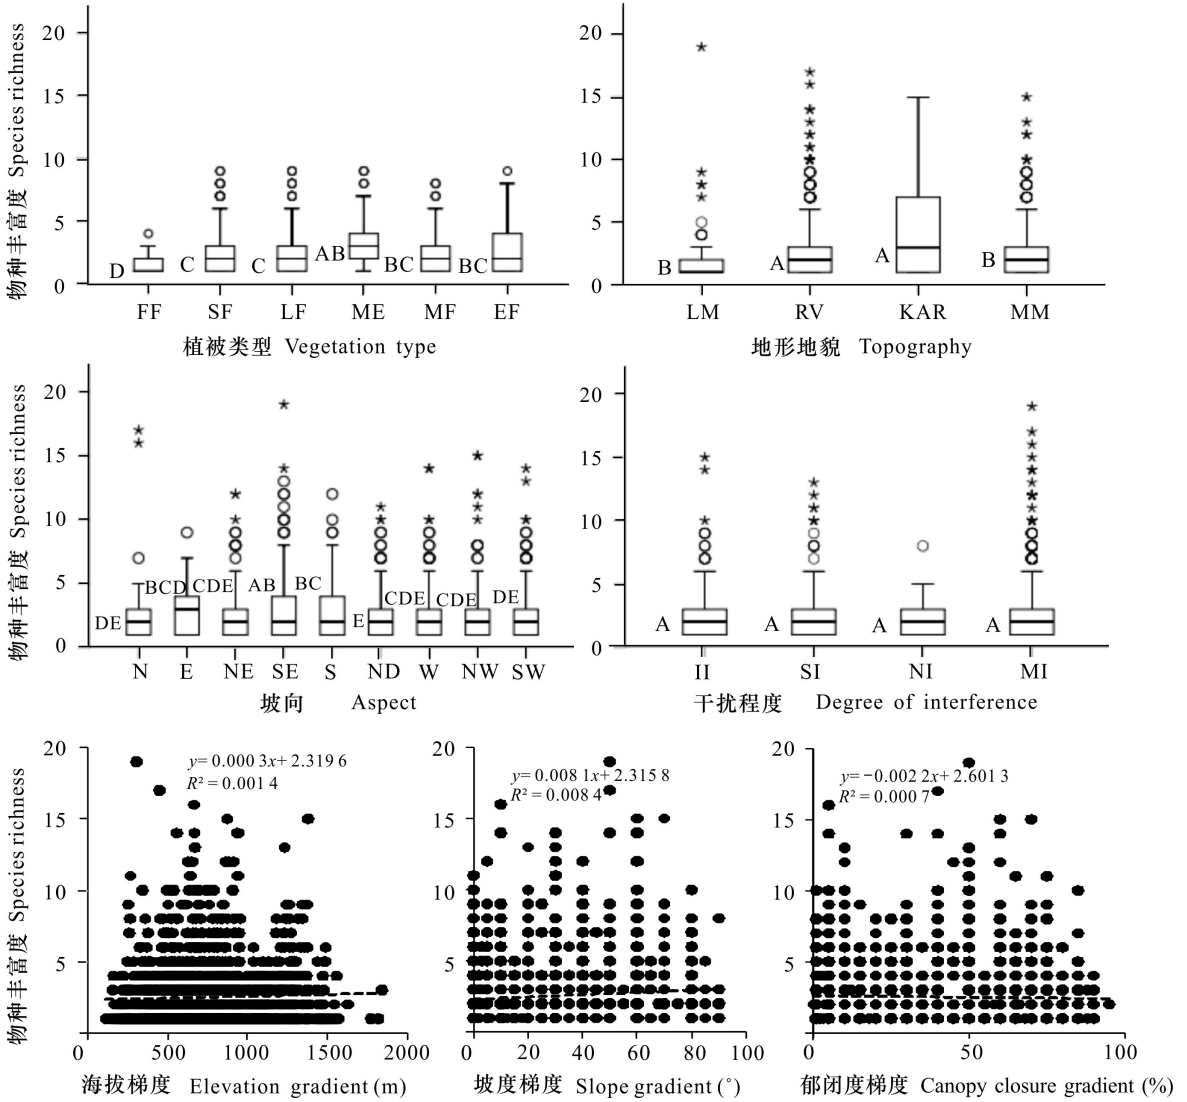 物种丰富度 Species richness
20
15
10
5
0
D
C
C
AB
BC
BC
FF SF LF ME MF EF
植被类型 Vegetation type
20
15
10
5
0
B
A
A
B
LM RV KAR MM
地形地貌 Topography
物种丰富度 Species richness
20
15
10
5
0
DE
BCD
CDE
AB
BC
E
CDE
CDE
DE
N E NE SE S ND W NW SW
坡向 Aspect
20
15
10
5
0
A
A
A
A
II SI NI MI
干扰程度 Degree of interference
物种丰富度 Species richness
20
15
10
5
y= 0.000 3x+ 2.319 6
R² = 0.001 4
0 500 1000 1500 2000
海拔梯度 Elevation gradient (m)
20
15
10
5
y= 0.008 1x+ 2.315 8
R² = 0.008 4
0 20 40 60 80 100
坡度梯度 Slope gradient (°)
20
15
10
5
y= −0.002 2x+ 2.601 3
R² = 0.000 7
0 50 100
郁闭度梯度 Canopy closure gradient (%)